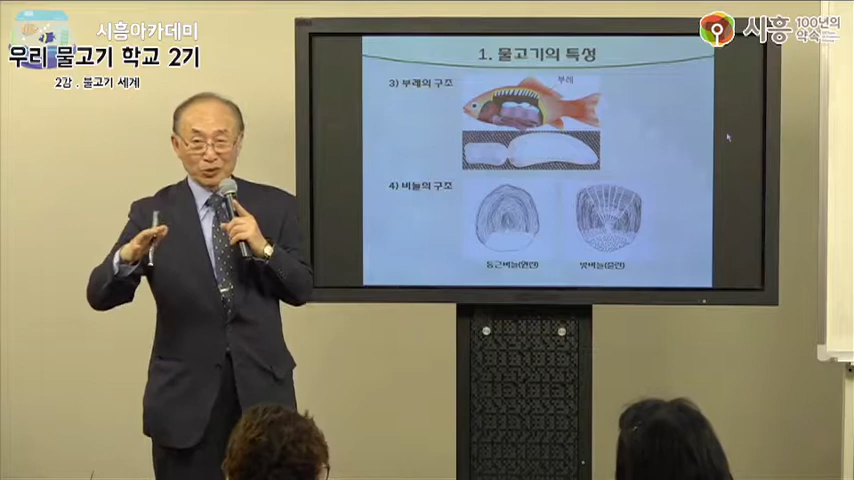 시흥아카데미
우리 물고기 학교 2기
2강 . 물고기 세계
시흥 100년의 약속
1. 물고기의 특성
3) 부레의 구조
부레
4) 비늘의 구조
둥근비늘(원린)
빗비늘(즐린)